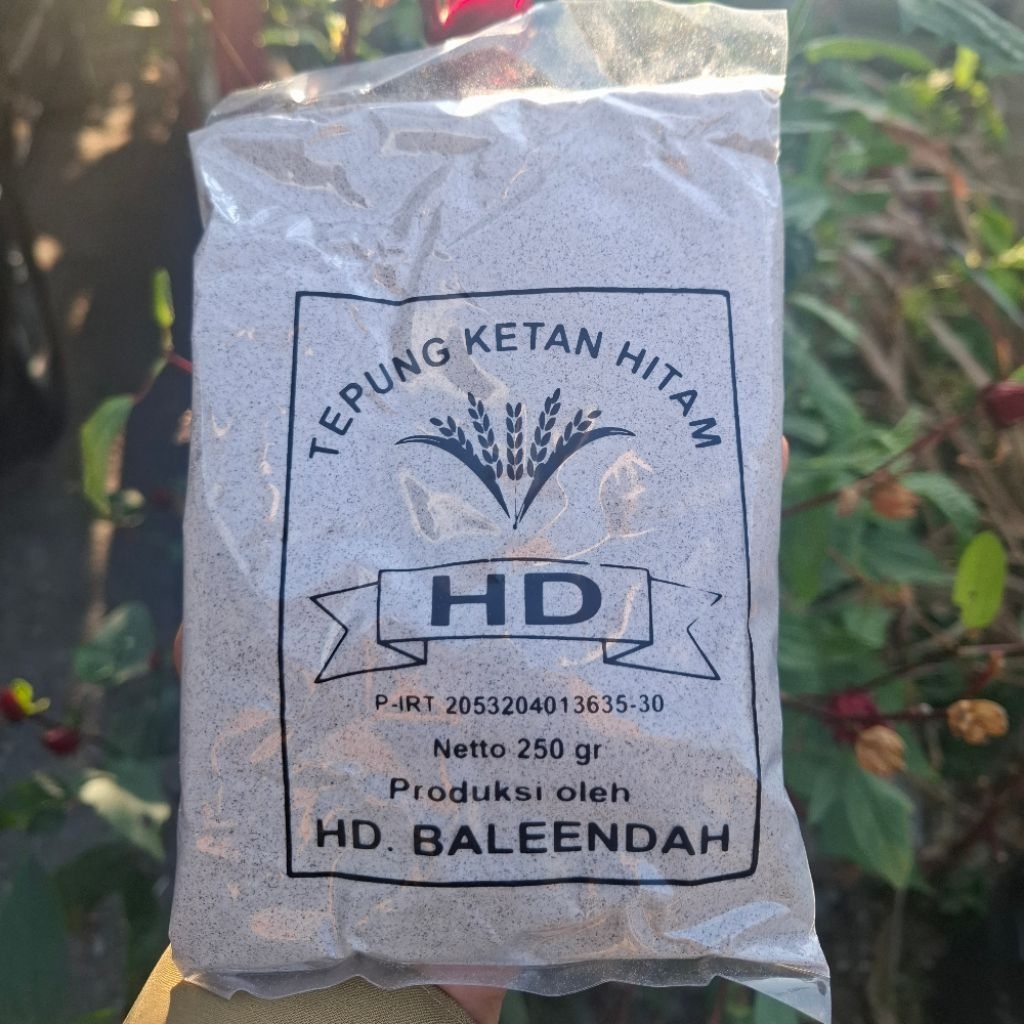 TEPUNG KETAN HITAM
HD
P-IRT 2053204013635-30
Netto 250 gr
Produksi oleh
HD. BALEENDAH